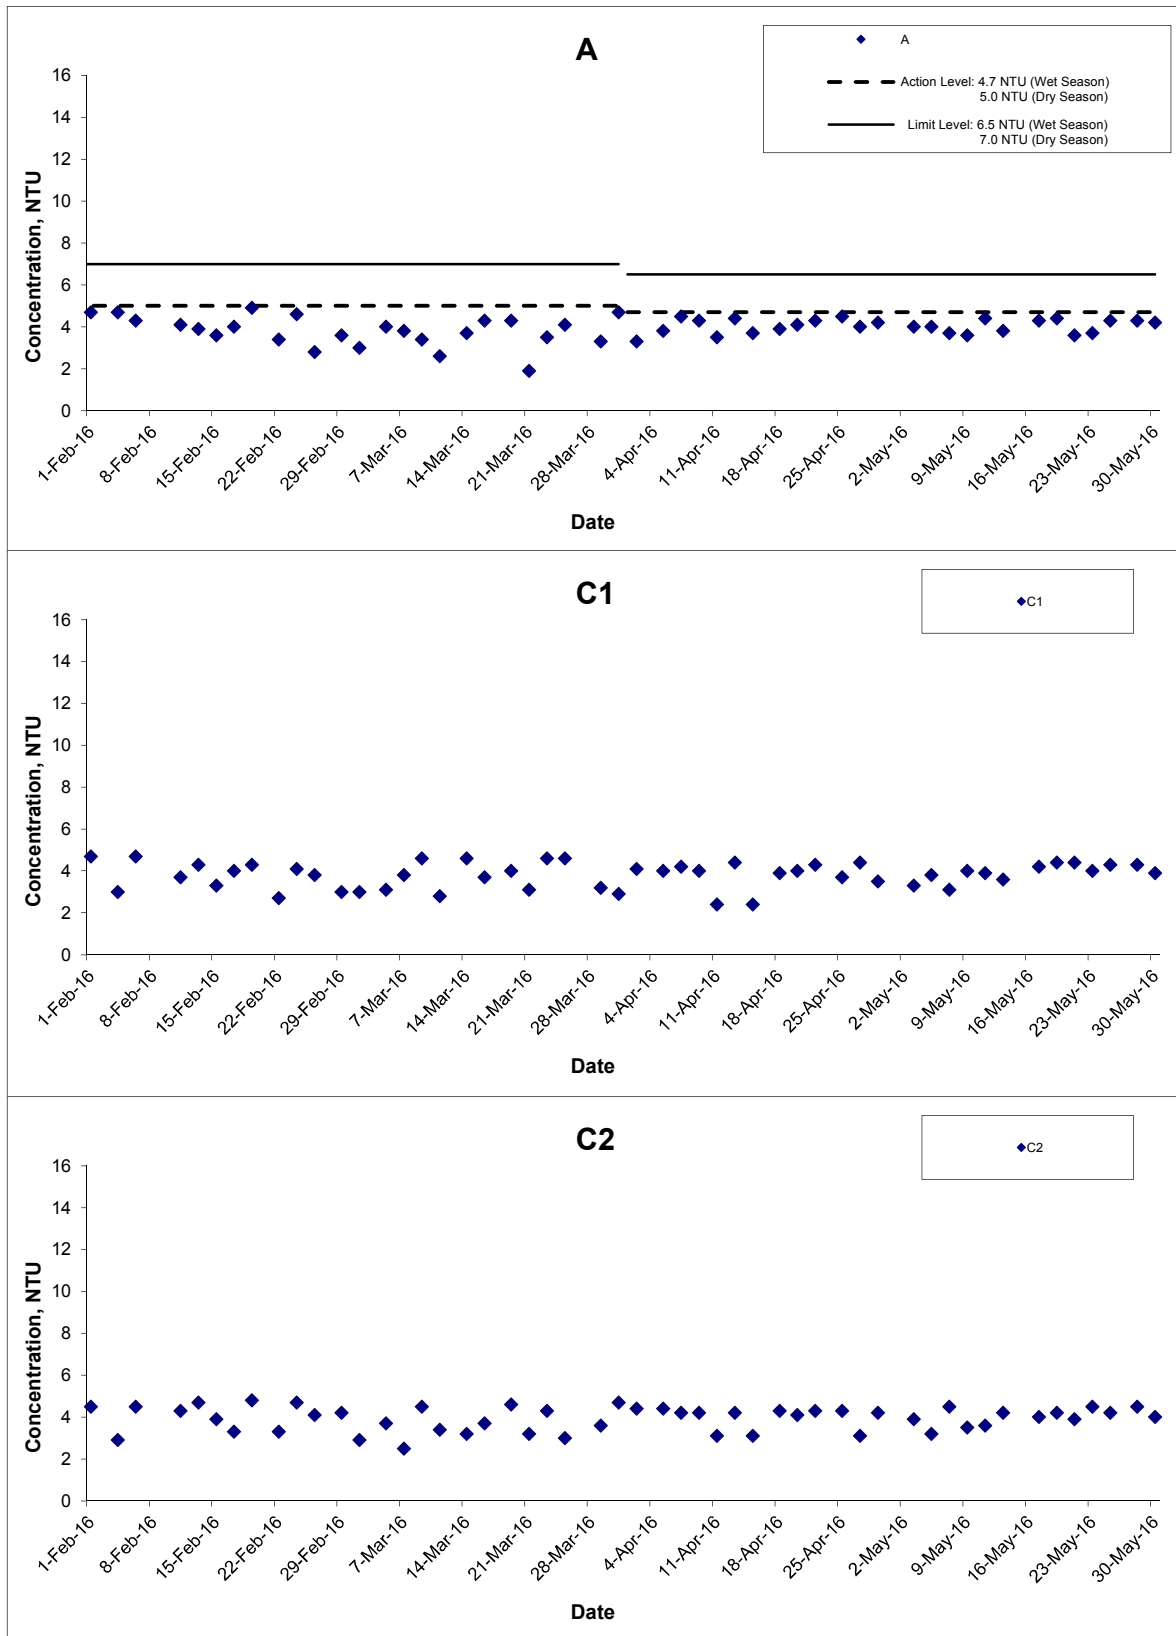 A
A
Action Level: 4.7 NTU (Wet Season)
5.0 NTU (Dry Season)
Limit Level: 6.5 NTU (Wet Season)
7.0 NTU (Dry Season)
Concentration, NTU
16
14
12
10
8
6
4
2
0
1-Feb-16
8-Feb-16
15-Feb-16
22-Feb-16
29-Feb-16
7-Mar-16
14-Mar-16
21-Mar-16
28-Mar-16
4-Apr-16
11-Apr-16
18-Apr-16
25-Apr-16
2-May-16
9-May-16
16-May-16
23-May-16
30-May-16
Date
C1
C1
Concentration, NTU
16
14
12
10
8
6
4
2
0
1-Feb-16
8-Feb-16
15-Feb-16
22-Feb-16
29-Feb-16
7-Mar-16
14-Mar-16
21-Mar-16
28-Mar-16
4-Apr-16
11-Apr-16
18-Apr-16
25-Apr-16
2-May-16
9-May-16
16-May-16
23-May-16
30-May-16
Date
C2
C2
Concentration, NTU
16
14
12
10
8
6
4
2
0
1-Feb-16
8-Feb-16
15-Feb-16
22-Feb-16
29-Feb-16
7-Mar-16
14-Mar-16
21-Mar-16
28-Mar-16
4-Apr-16
11-Apr-16
18-Apr-16
25-Apr-16
2-May-16
9-May-16
16-May-16
23-May-16
30-May-16
Date